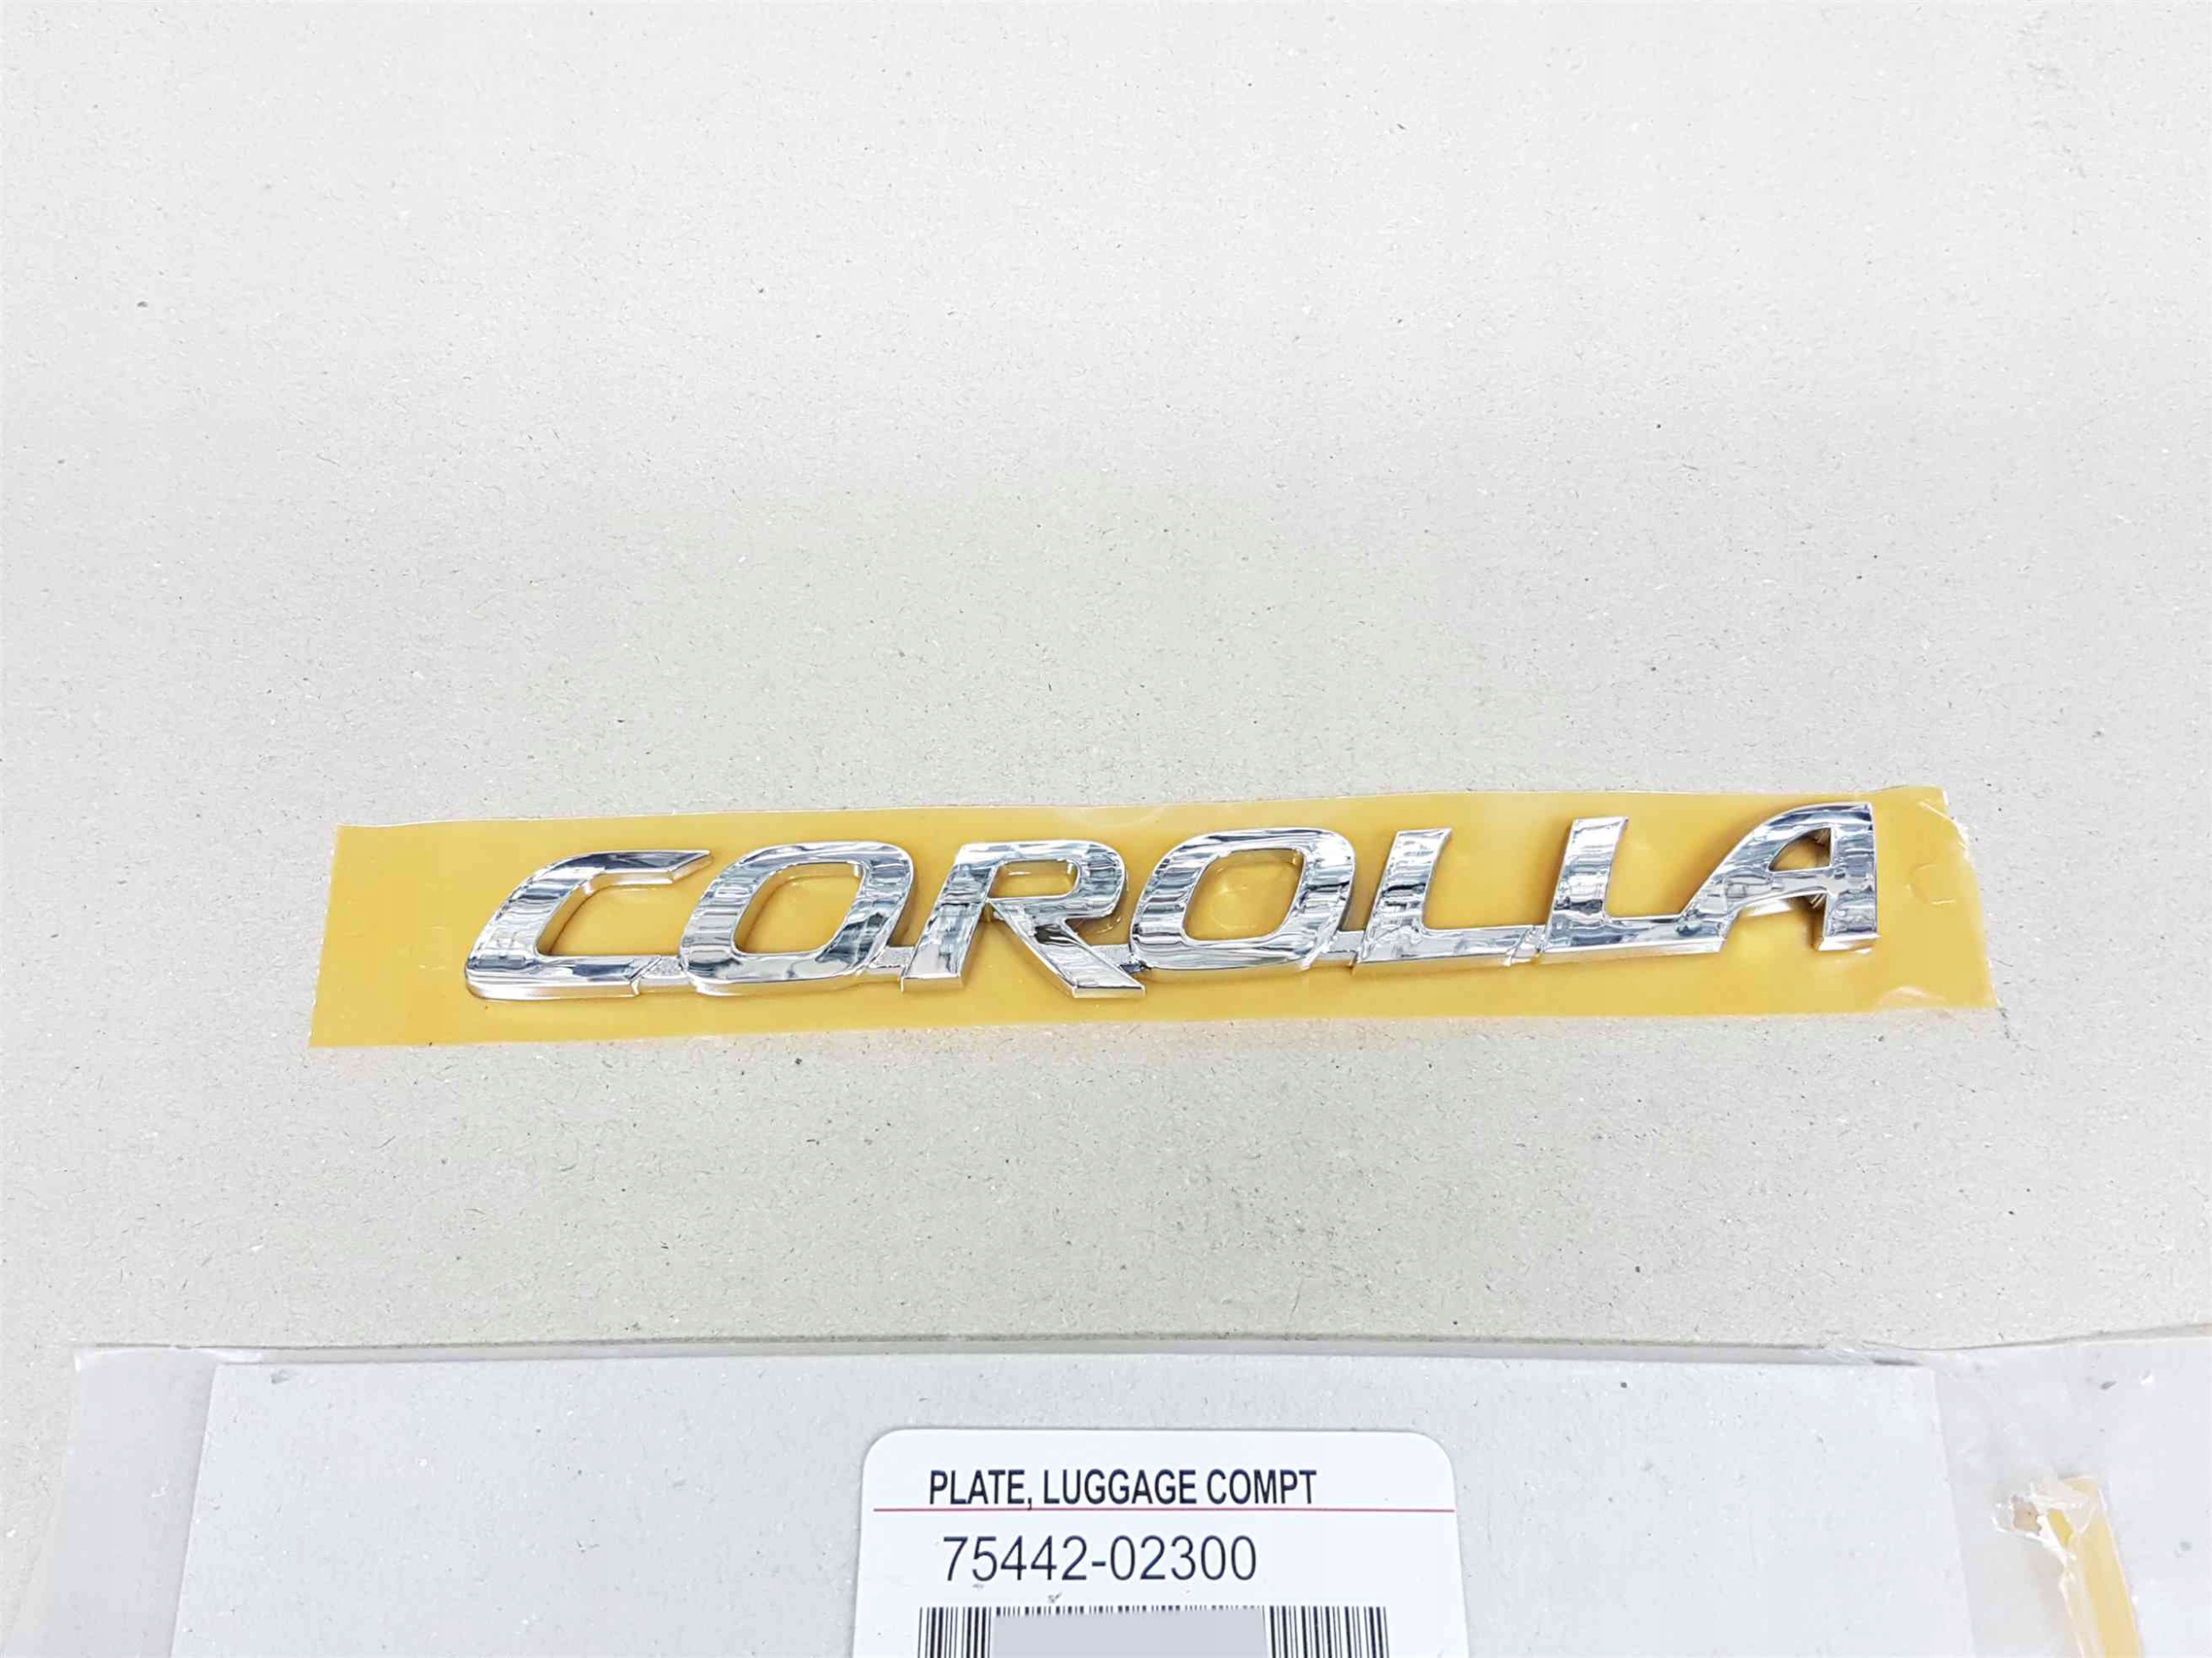 COROLLA
PLATE, LUGGAGE COMPT
75442-02300